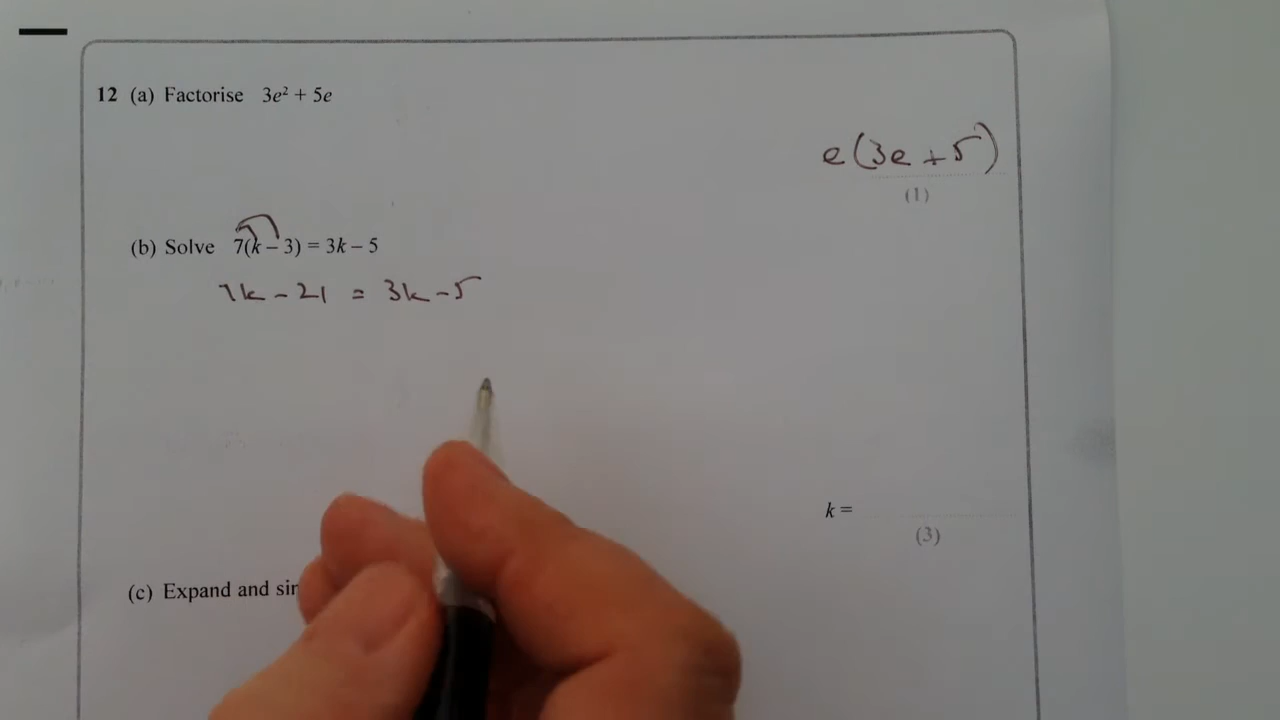 12 (a) Factorise 3e² + 5e
e(3e + 5)
(1)
(b) Solve 7(k – 3) = 3k – 5
7k - 21 = 3k - 5
k =
(3)
(c) Expand and